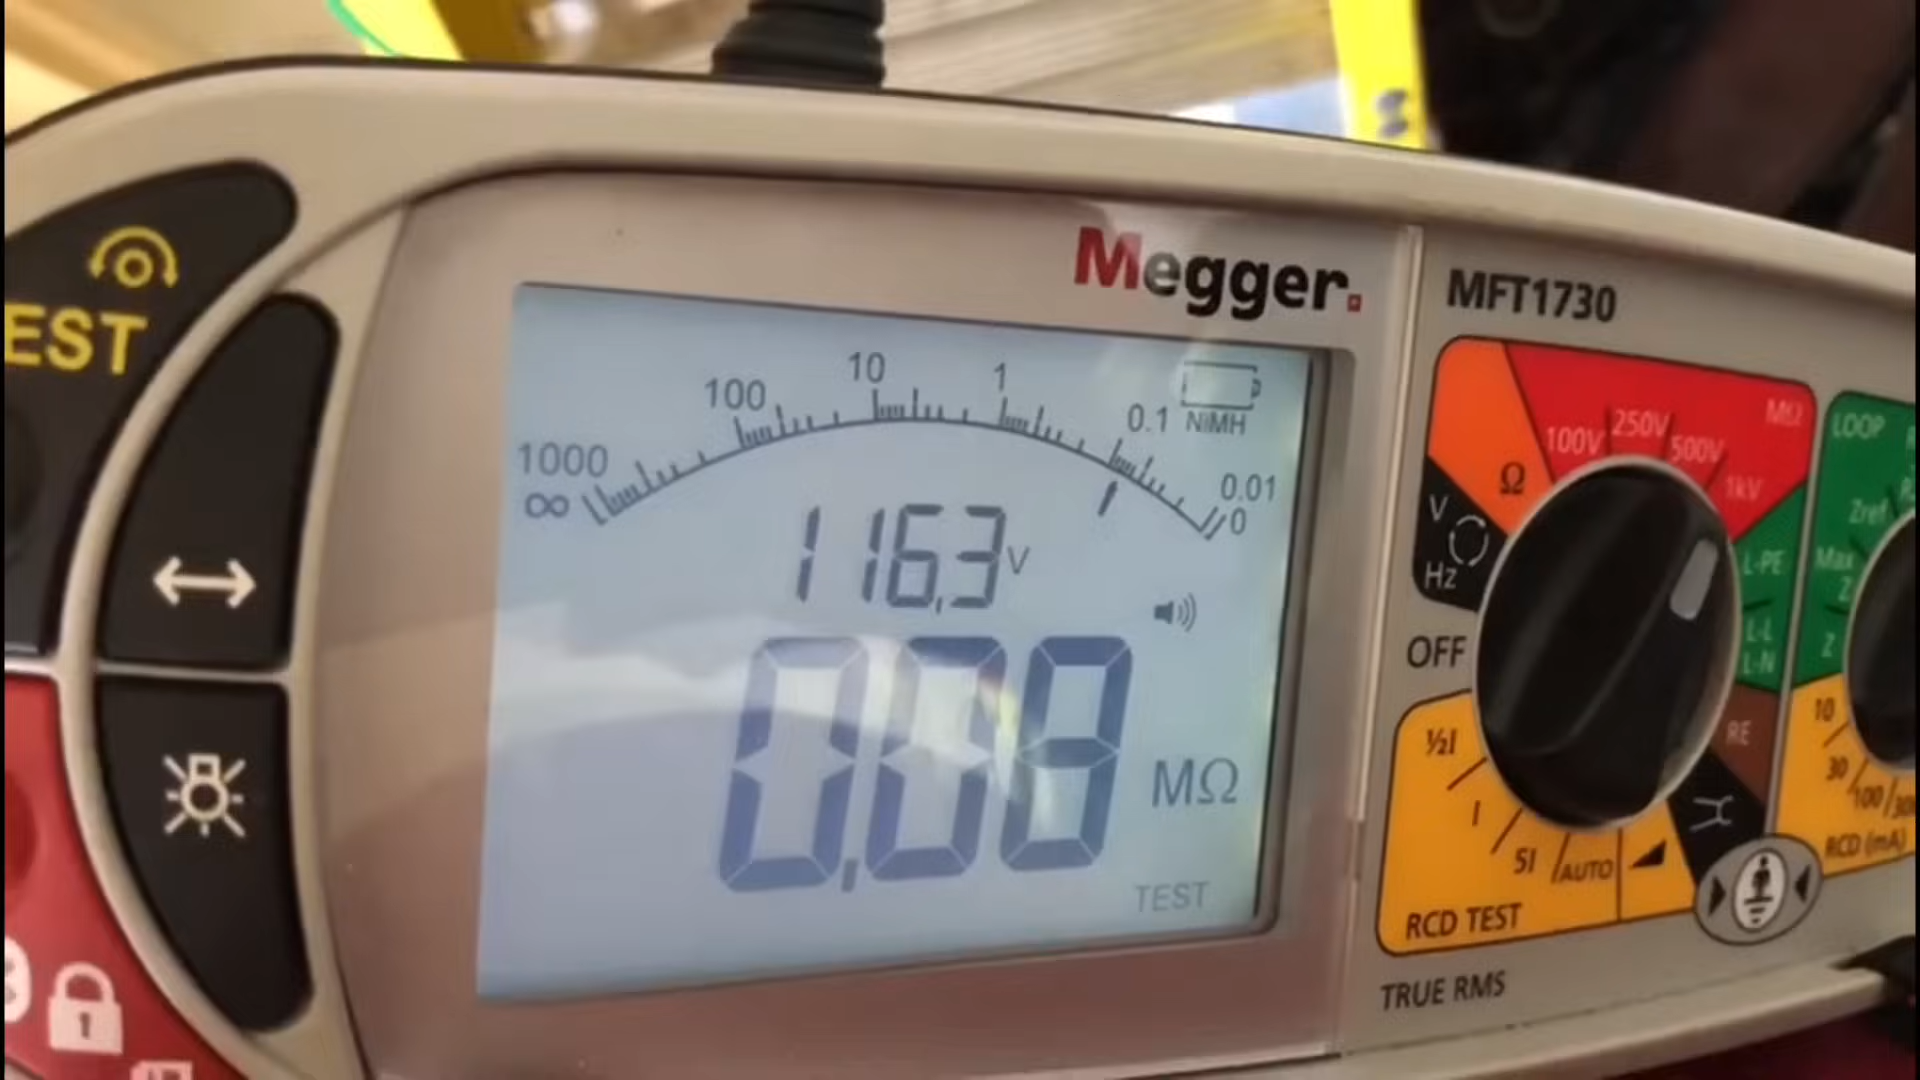 EST
1
Megger.
1000
100
10
1
0.1
0.01
∞
0
NiMH
116,3 V
0,09 MΩ
TEST
MFT1730
MΩ
100V
250V
500V
1kV
Ω
V
Hz
OFF
L-PE
L-L
L-N
RE
½I
I
5I
AUTO
RCD TEST
TRUE RMS
LOOP
Zref
Max
Z
10
30
100
RCD (mA)